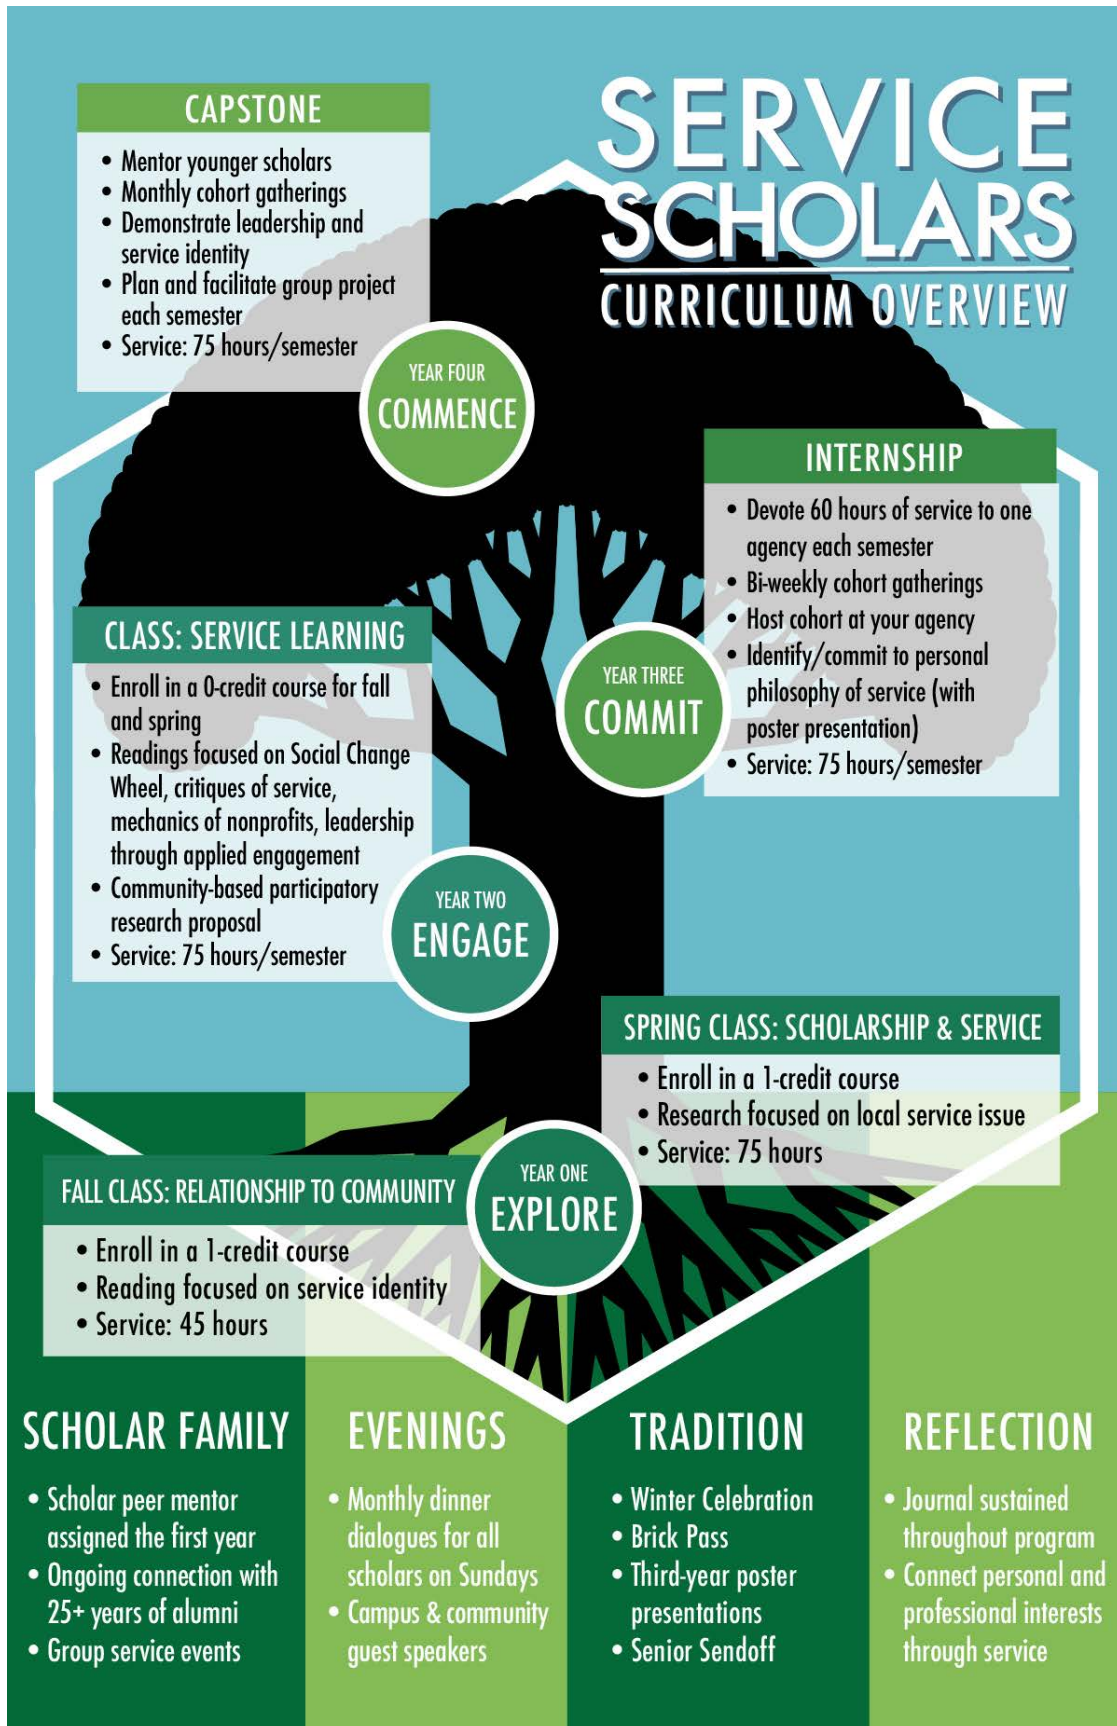 SERVICE
SCHOLARS
CURRICULUM OVERVIEW
CAPSTONE
• Mentor younger scholars
• Monthly cohort gatherings
• Demonstrate leadership and
service identity
• Plan and facilitate group project
each semester
• Service: 75 hours/semester
YEAR FOUR
COMMENCE
INTERNSHIP
• Devote 60 hours of service to one
agency each semester
• Bi-weekly cohort gatherings
• Host cohort at your agency
• Identify/commit to personal
philosophy of service (with
poster presentation)
• Service: 75 hours/semester
YEAR THREE
COMMIT
CLASS: SERVICE LEARNING
• Enroll in a 0-credit course for fall
and spring
• Readings focused on Social Change
Wheel, critiques of service,
mechanics of nonprofits, leadership
through applied engagement
• Community-based participatory
research proposal
• Service: 75 hours/semester
YEAR TWO
ENGAGE
SPRING CLASS: SCHOLARSHIP & SERVICE
• Enroll in a 1-credit course
• Research focused on local service issue
• Service: 75 hours
YEAR ONE
EXPLORE
FALL CLASS: RELATIONSHIP TO COMMUNITY
• Enroll in a 1-credit course
• Reading focused on service identity
• Service: 45 hours
SCHOLAR FAMILY
• Scholar peer mentor
assigned the first year
• Ongoing connection with
25+ years of alumni
• Group service events
EVENINGS
• Monthly dinner
dialogues for all
scholars on Sundays
• Campus & community
guest speakers
TRADITION
• Winter Celebration
• Brick Pass
• Third-year poster
presentations
• Senior Sendoff
REFLECTION
• Journal sustained
throughout program
• Connect personal and
professional interests
through service